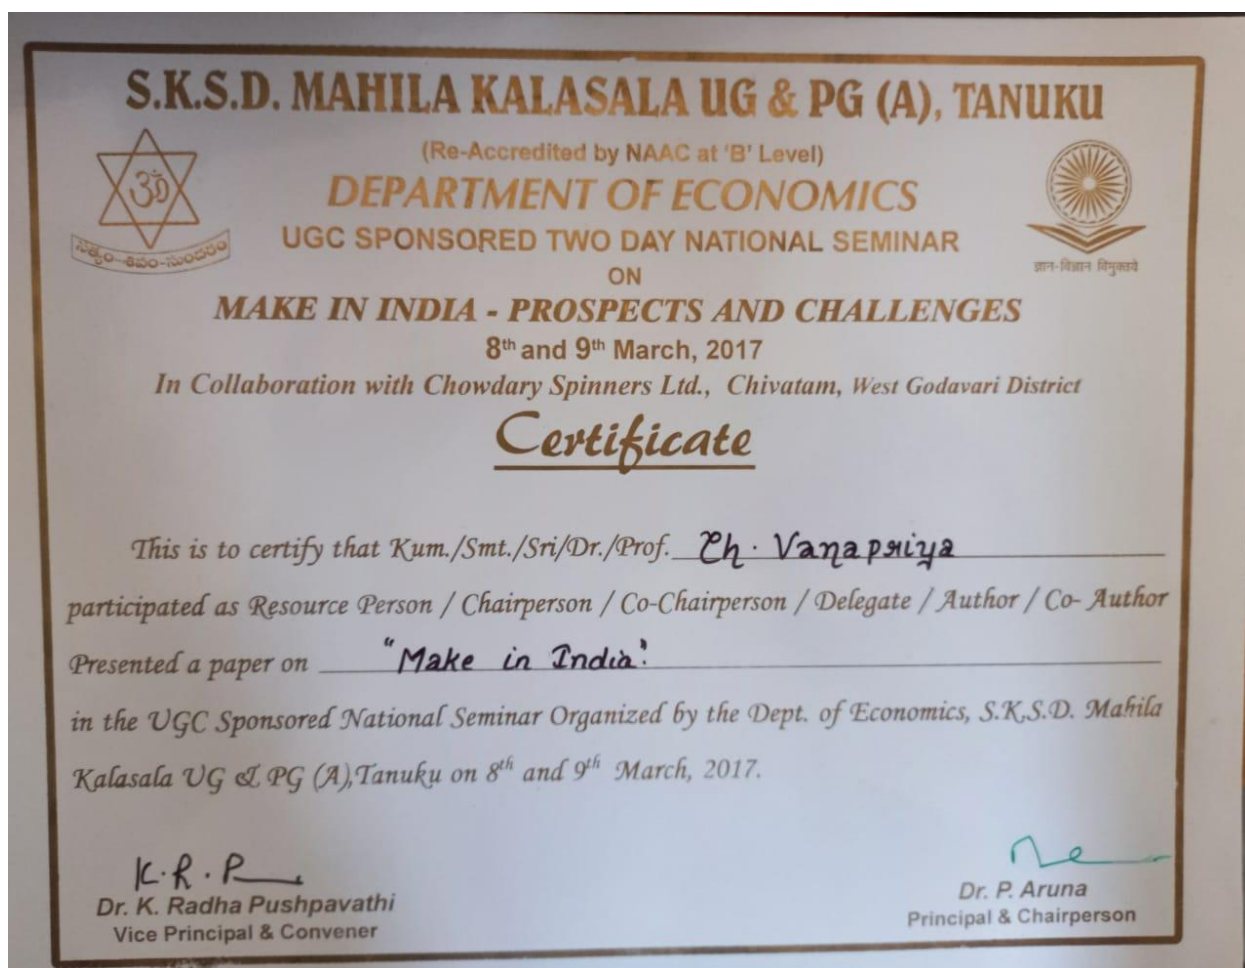 S.K.S.D. MAHILA KALASALA UG & PG (A), TANUKU
(Re-Accredited by NAAC at 'B' Level)
DEPARTMENT OF ECONOMICS
UGC SPONSORED TWO DAY NATIONAL SEMINAR
ON
MAKE IN INDIA - PROSPECTS AND CHALLENGES
8th and 9th March, 2017
In Collaboration with Chowdary Spinners Ltd., Chivatam, West Godavari District
ॐ
సత్యం-శివం-సుందరం
ज्ञान-विज्ञान विमुक्तये
Certificate
This is to certify that Kum./Smt./Sri/Dr./Prof. Ch. Vanapriya
participated as Resource Person / Chairperson / Co-Chairperson / Delegate / Author / Co- Author
Presented a paper on "Make in India".
in the UGC Sponsored National Seminar Organized by the Dept. of Economics, S.K.S.D. Mahila
Kalasala UG & PG (A),Tanuku on 8th and 9th March, 2017.
K.R.P
Dr. K. Radha Pushpavathi
Vice Principal & Convener
Dr. P. Aruna
Principal & Chairperson